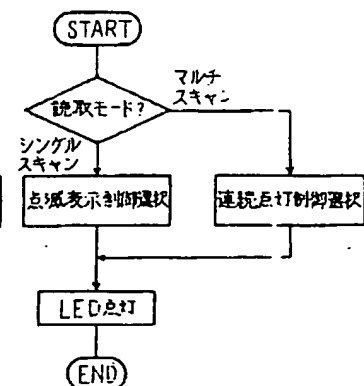 START
読取モード?
マルチ
スキャン
シングル
スキャン
点滅表示制御選択
連続点灯制御選択
LED点灯
END